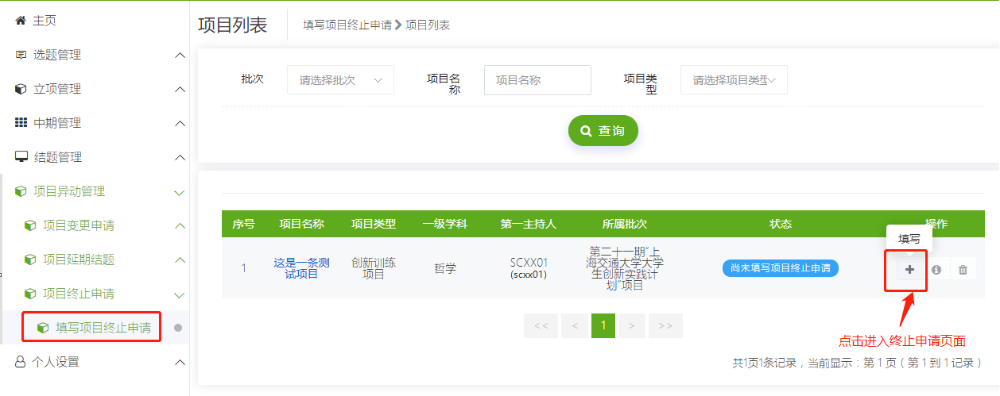 主页
选题管理
立项管理
中期管理
结题管理
项目异动管理
项目变更申请
项目延期结题
项目终止申请
填写项目终止申请
个人设置
项目列表
填写项目终止申请 > 项目列表
批次
请选择批次
项目名
称
项目名称
项目类
型
请选择项目类型
查询
序号 项目名称 项目类型 一级学科 第一主持人 所属批次 状态 操作
填写
1
这是一条测
试项目
创新训练
项目
哲学
SCXX01
(scxx01)
第二十一期“上
海交通大学大学
生创新实践计
划”项目
尚未填写项目终止申请
<< < 1 > >>
点击进入终止申请页面
共1页1条记录，当前显示：第 1 页（第 1 到 1 记录）